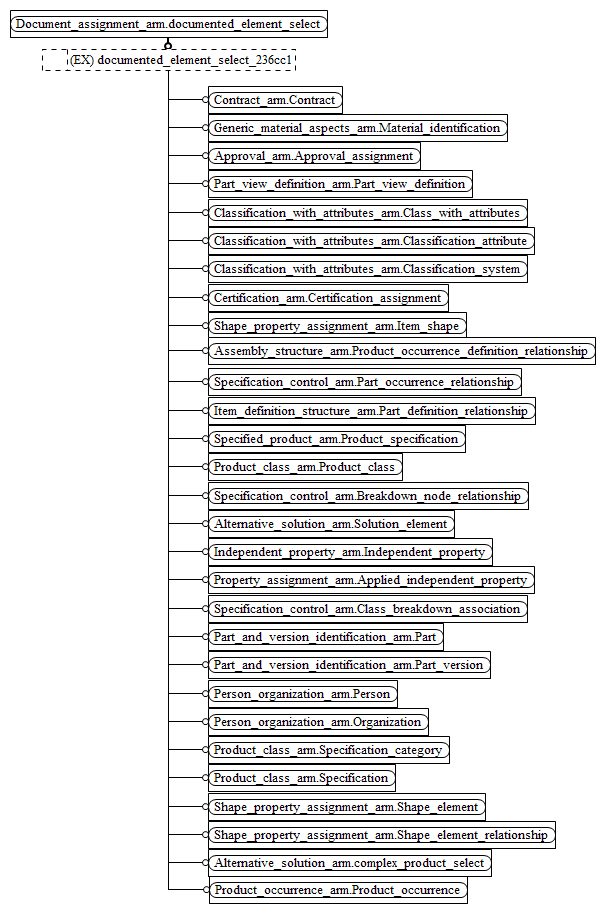 Document_assignment_arm.documented_element_select
(EX) documented_element_select_236cc1
Contract_arm.Contract
Generic_material_aspects_arm.Material_identification
Approval_arm.Approval_assignment
Part_view_definition_arm.Part_view_definition
Classification_with_attributes_arm.Class_with_attributes
Classification_with_attributes_arm.Classification_attribute
Classification_with_attributes_arm.Classification_system
Certification_arm.Certification_assignment
Shape_property_assignment_arm.Item_shape
Assembly_structure_arm.Product_occurrence_definition_relationship
Specification_control_arm.Part_occurrence_relationship
Item_definition_structure_arm.Part_definition_relationship
Specified_product_arm.Product_specification
Product_class_arm.Product_class
Specification_control_arm.Breakdown_node_relationship
Alternative_solution_arm.Solution_element
Independent_property_arm.Independent_property
Property_assignment_arm.Applied_independent_property
Specification_control_arm.Class_breakdown_association
Part_and_version_identification_arm.Part
Part_and_version_identification_arm.Part_version
Person_organization_arm.Person
Person_organization_arm.Organization
Product_class_arm.Specification_category
Product_class_arm.Specification
Shape_property_assignment_arm.Shape_element
Shape_property_assignment_arm.Shape_element_relationship
Alternative_solution_arm.complex_product_select
Product_occurrence_arm.Product_occurrence